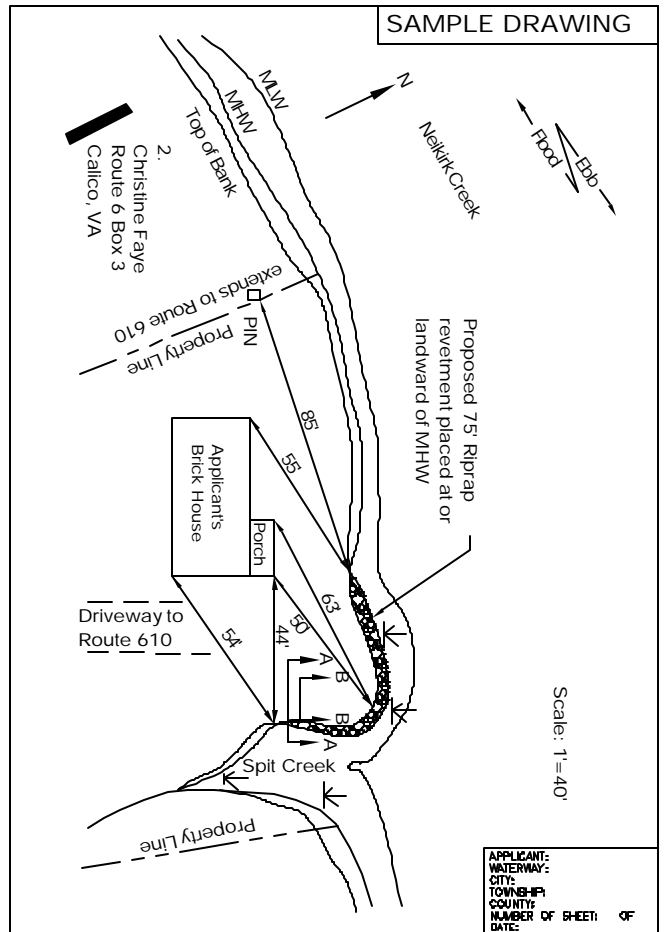 SAMPLE DRAWING
MLW
MHW
Top of Bank
N
Neikirk Creek
Flood
Ebb
2.
Christine Faye
Route 6 Box 3
Calico, VA
extends to Route 610
Property Line
PIN
Proposed 75' Riprap
revetment placed at or
landward of MHW
85'
55'
Applicant's
Brick House
Porch
63'
50'
44'
54'
Driveway to
Route 610
A
B
B
A
Spit Creek
Scale: 1'=40'
Property Line
APPLICANT:
WATERWAY:
CITY:
TOWNSHIP:
COUNTY:
NUMBER OF SHEET: OF
DATE: